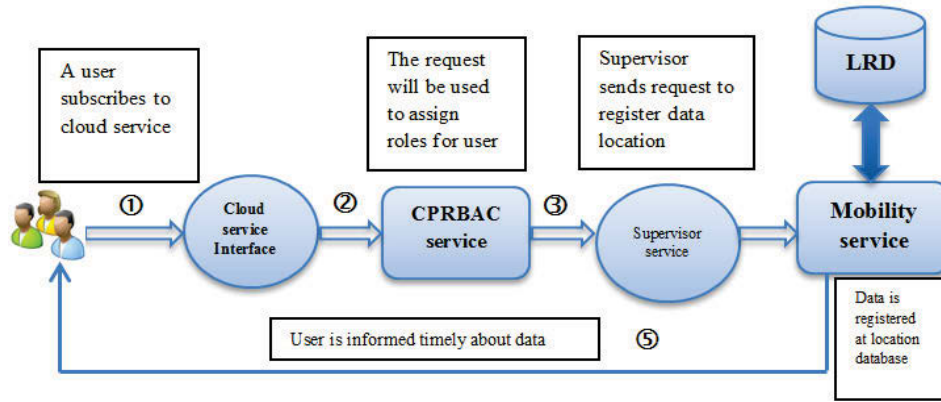 A user
subscribes to
cloud service
The request
will be used
to assign
roles for user
Supervisor
sends request to
register data
location
LRD
①
Cloud
service
Interface
②
CPRBAC
service
③
Supervisor
service
Mobility
service
User is informed timely about data
⑤
Data is
registered
at location
database